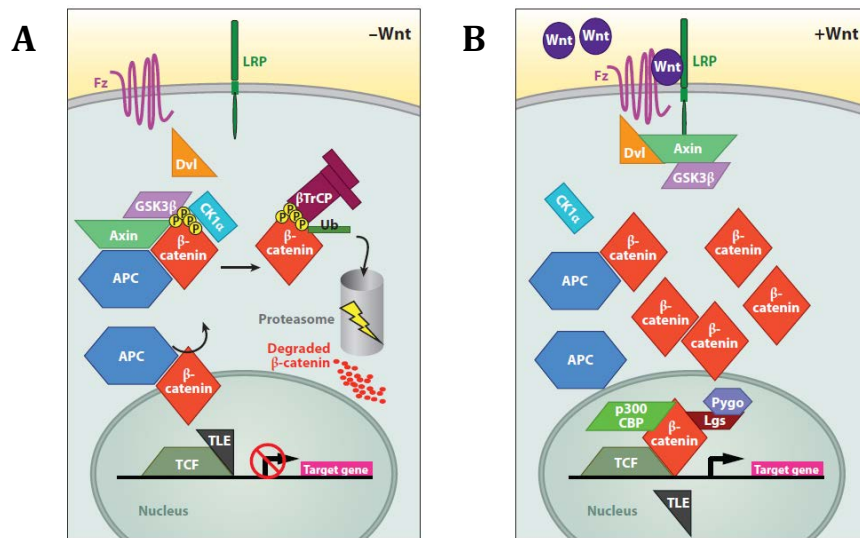 A
–Wnt
LRP
Fz
Dvl
GSK3β
CK1α
P P P P
Axin
β-
catenin
APC
βTrCP
P P P P
Ub
β-
catenin
Proteasome
Degraded
β-catenin
APC
β-
catenin
TLE
TCF
Target gene
Nucleus
B
+Wnt
Wnt
Wnt
Wnt
Fz
LRP
Dvl
Axin
GSK3β
CK1α
β-
catenin
APC
β-
catenin
β-
catenin
β-
catenin
β-
catenin
APC
p300
CBP
Pygo
Lgs
β-
catenin
TCF
Target gene
TLE
Nucleus